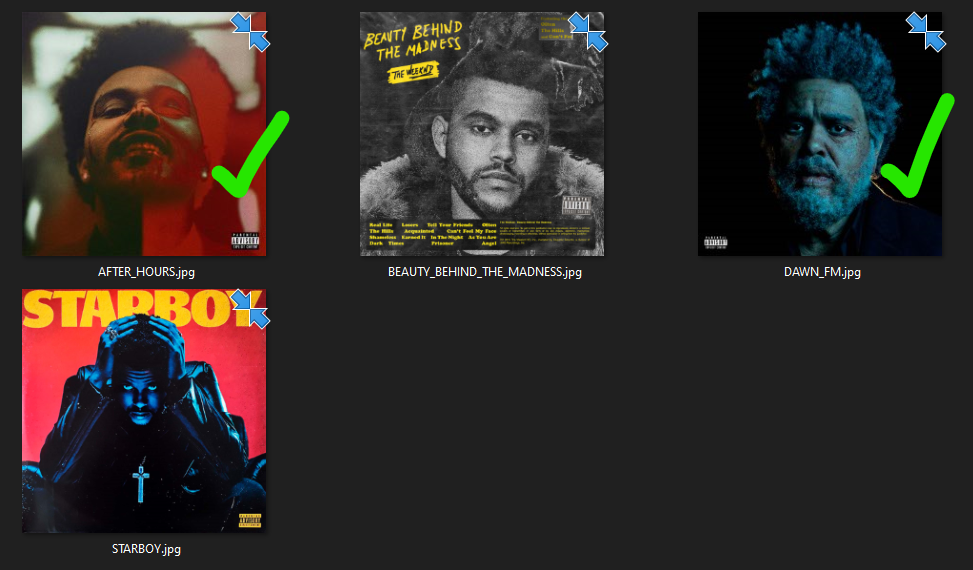 PARENTAL
ADVISORY
EXPLICIT CONTENT
AFTER_HOURS.jpg
BEAUTY BEHIND
THE MADNESS
THE WEEKND
PARENTAL
ADVISORY
EXPLICIT CONTENT
Real Life Losers Tell Your Friends Often
The Hills Acquainted Can't Feel My Face
Shameless Earned It In The Night As You Are
Dark Times Prisoner Angel
BEAUTY_BEHIND_THE_MADNESS.jpg
PARENTAL
ADVISORY
EXPLICIT CONTENT
DAWN_FM.jpg
STARBOY
PARENTAL
ADVISORY
EXPLICIT CONTENT
STARBOY.jpg